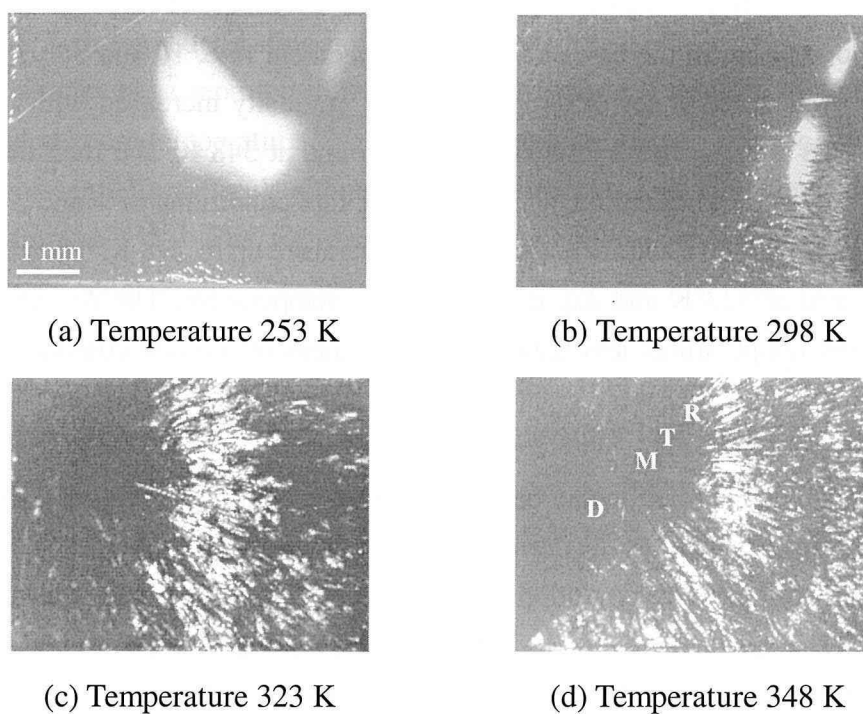 1 mm
(a) Temperature 253 K
(b) Temperature 298 K
R
T
M
D
(c) Temperature 323 K
(d) Temperature 348 K